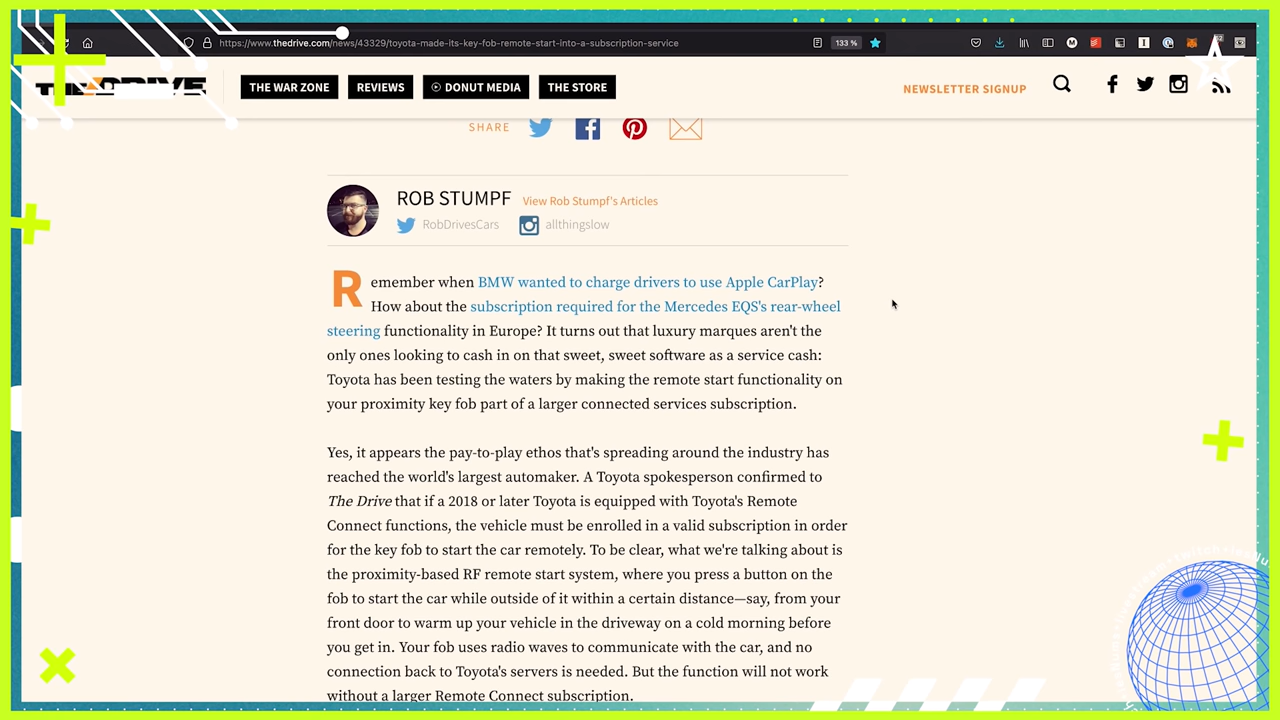 https://www.thedrive.com/news/43329/toyota-made-its-key-fob-remote-start-into-a-subscription-service
133 %
THE DRIVE
THE WAR ZONE
REVIEWS
DONUT MEDIA
THE STORE
NEWSLETTER SIGNUP
SHARE
ROB STUMPF View Rob Stumpf's Articles
RobDrivesCars allthingslow
Remember when BMW wanted to charge drivers to use Apple CarPlay?
How about the subscription required for the Mercedes EQS's rear-wheel
steering functionality in Europe? It turns out that luxury marques aren't the
only ones looking to cash in on that sweet, sweet software as a service cash:
Toyota has been testing the waters by making the remote start functionality on
your proximity key fob part of a larger connected services subscription.
Yes, it appears the pay-to-play ethos that's spreading around the industry has
reached the world's largest automaker. A Toyota spokesperson confirmed to
The Drive that if a 2018 or later Toyota is equipped with Toyota's Remote
Connect functions, the vehicle must be enrolled in a valid subscription in order
for the key fob to start the car remotely. To be clear, what we're talking about is
the proximity-based RF remote start system, where you press a button on the
fob to start the car while outside of it within a certain distance—say, from your
front door to warm up your vehicle in the driveway on a cold morning before
you get in. Your fob uses radio waves to communicate with the car, and no
connection back to Toyota's servers is needed. But the function will not work
without a larger Remote Connect subscription.